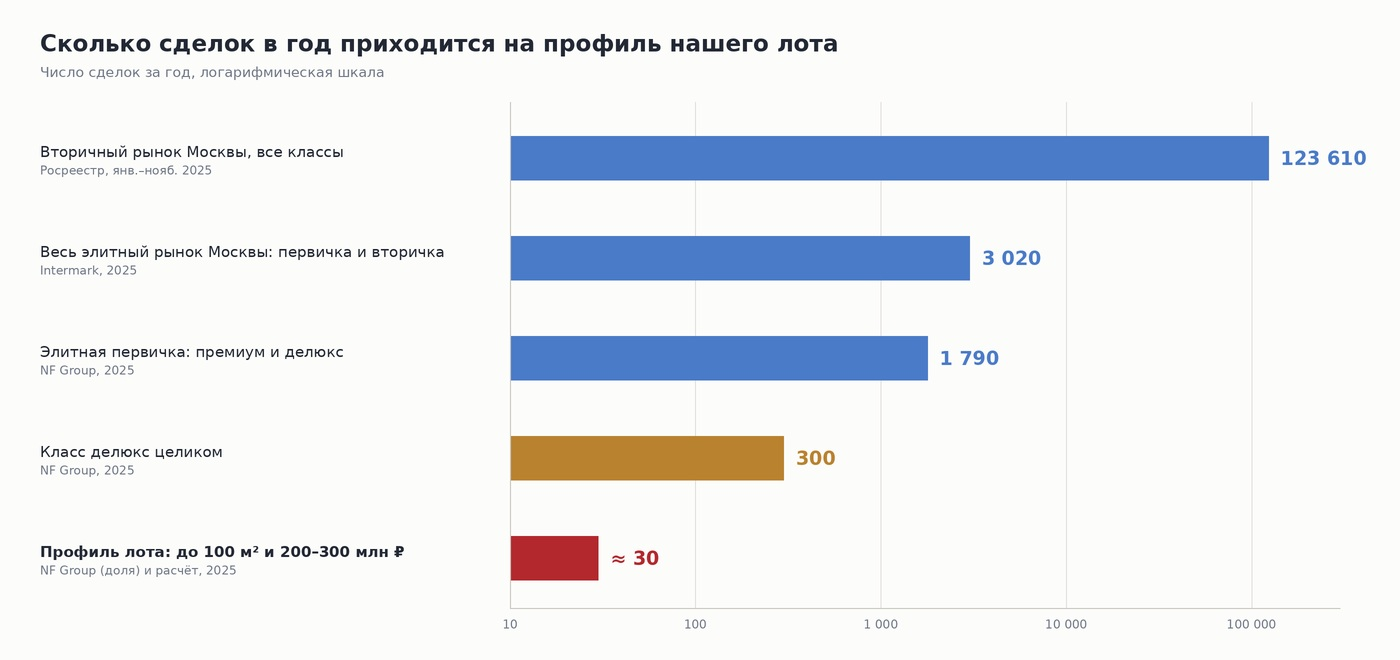 Сколько сделок в год приходится на профиль нашего лота
Число сделок за год, логарифмическая шкала
Вторичный рынок Москвы, все классы
Росреестр, янв.–нояб. 2025
123 610
Весь элитный рынок Москвы: первичка и вторичка
Intermark, 2025
3 020
Элитная первичка: премиум и делюкс
NF Group, 2025
1 790
Класс делюкс целиком
NF Group, 2025
300
Профиль лота: до 100 м² и 200–300 млн ₽
NF Group (доля) и расчёт, 2025
≈ 30
10 100 1 000 10 000 100 000